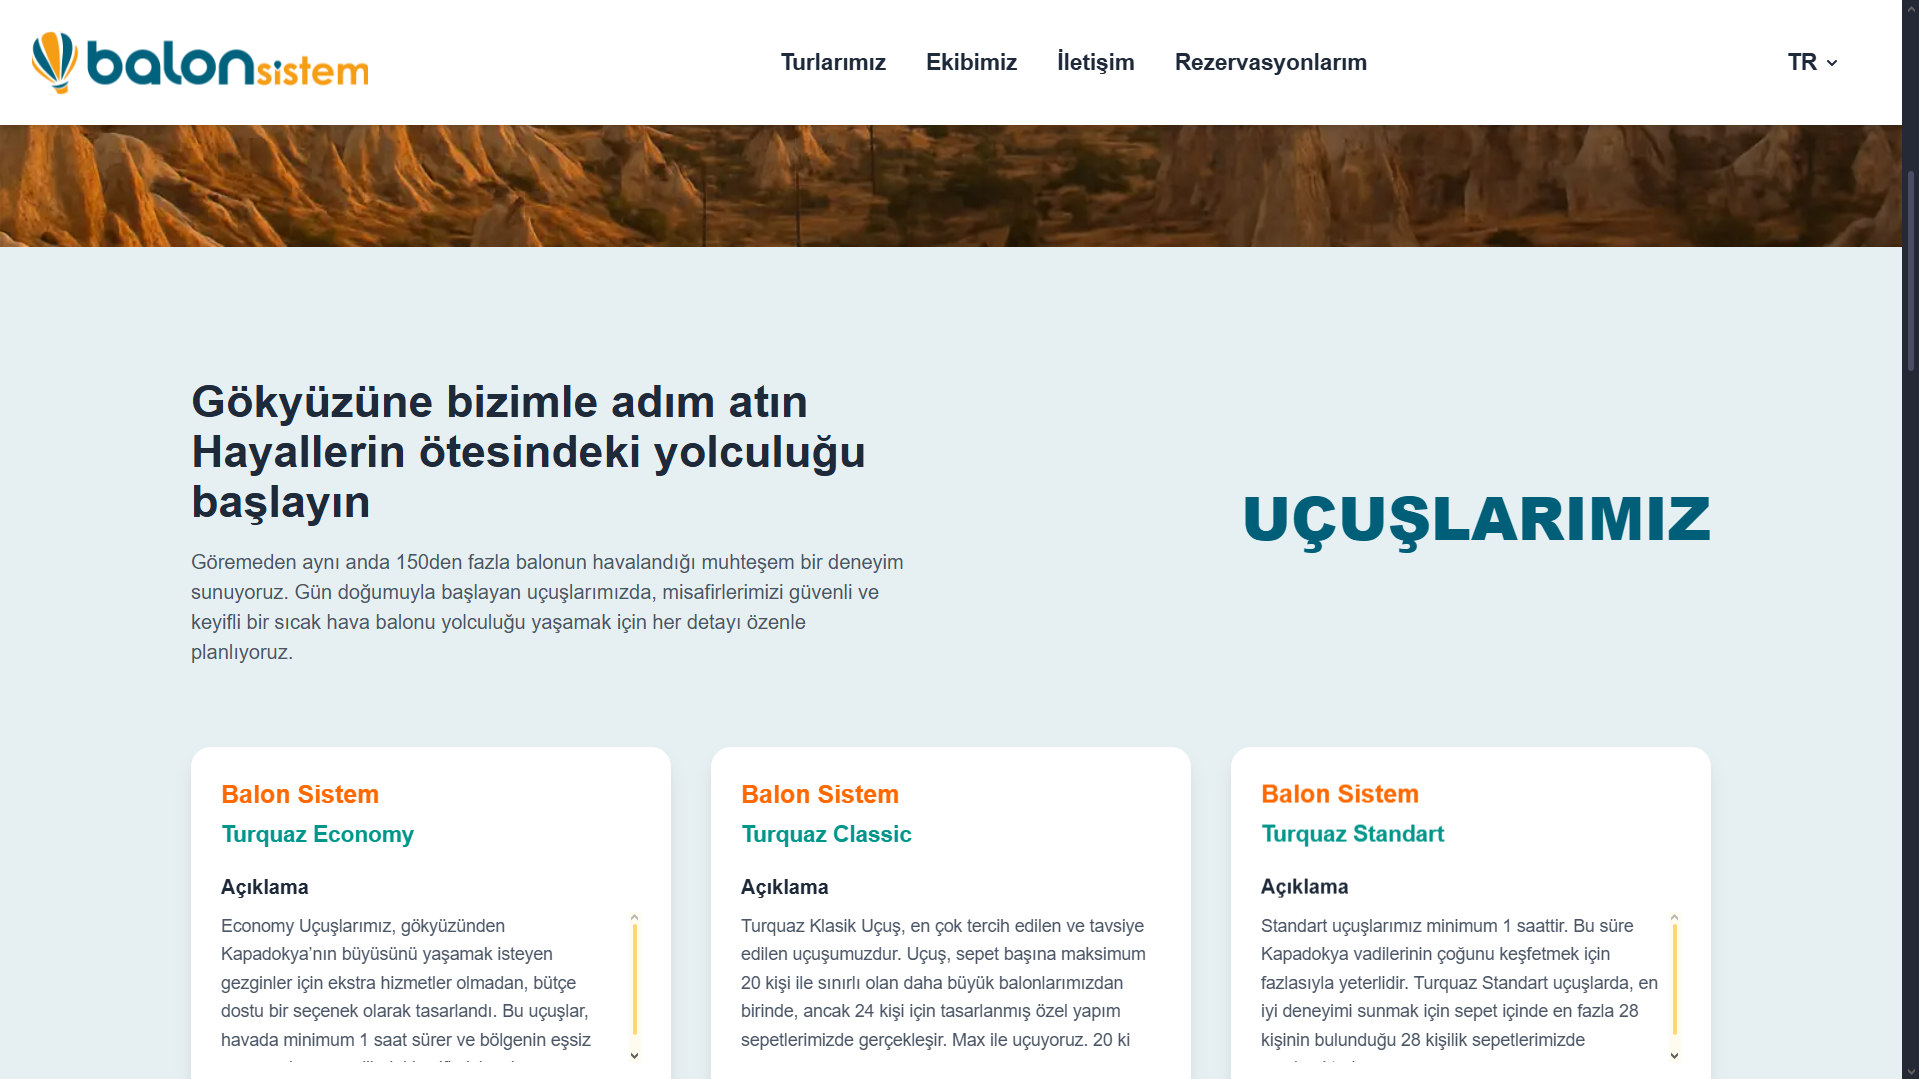 balonsistem
Turlarımız
Ekibimiz
İletişim
Rezervasyonlarım
TR
Gökyüzüne bizimle adım atın
Hayallerin ötesindeki yolculuğu
başlayın
Göremeden aynı anda 150den fazla balonun havalandığı muhteşem bir deneyim
sunuyoruz. Gün doğumuyla başlayan uçuşlarımızda, misafirlerimizi güvenli ve
keyifli bir sıcak hava balonu yolculuğu yaşamak için her detayı özenle
planlıyoruz.
UÇUŞLARIMIZ
Balon Sistem
Turquaz Economy
Açıklama
Economy Uçuşlarımız, gökyüzünden
Kapadokya’nın büyüsünü yaşamak isteyen
gezginler için ekstra hizmetler olmadan, bütçe
dostu bir seçenek olarak tasarlandı. Bu uçuşlar,
havada minimum 1 saat sürer ve bölgenin eşsiz
Balon Sistem
Turquaz Classic
Açıklama
Turquaz Klasik Uçuş, en çok tercih edilen ve tavsiye
edilen uçuşumuzdur. Uçuş, sepet başına maksimum
20 kişi ile sınırlı olan daha büyük balonlarımızdan
birinde, ancak 24 kişi için tasarlanmış özel yapım
sepetlerimizde gerçekleşir. Max ile uçuyoruz. 20 ki
Balon Sistem
Turquaz Standart
Açıklama
Standart uçuşlarımız minimum 1 saattir. Bu süre
Kapadokya vadilerinin çoğunu keşfetmek için
fazlasıyla yeterlidir. Turquaz Standart uçuşlarda, en
iyi deneyimi sunmak için sepet içinde en fazla 28
kişinin bulunduğu 28 kişilik sepetlerimizde